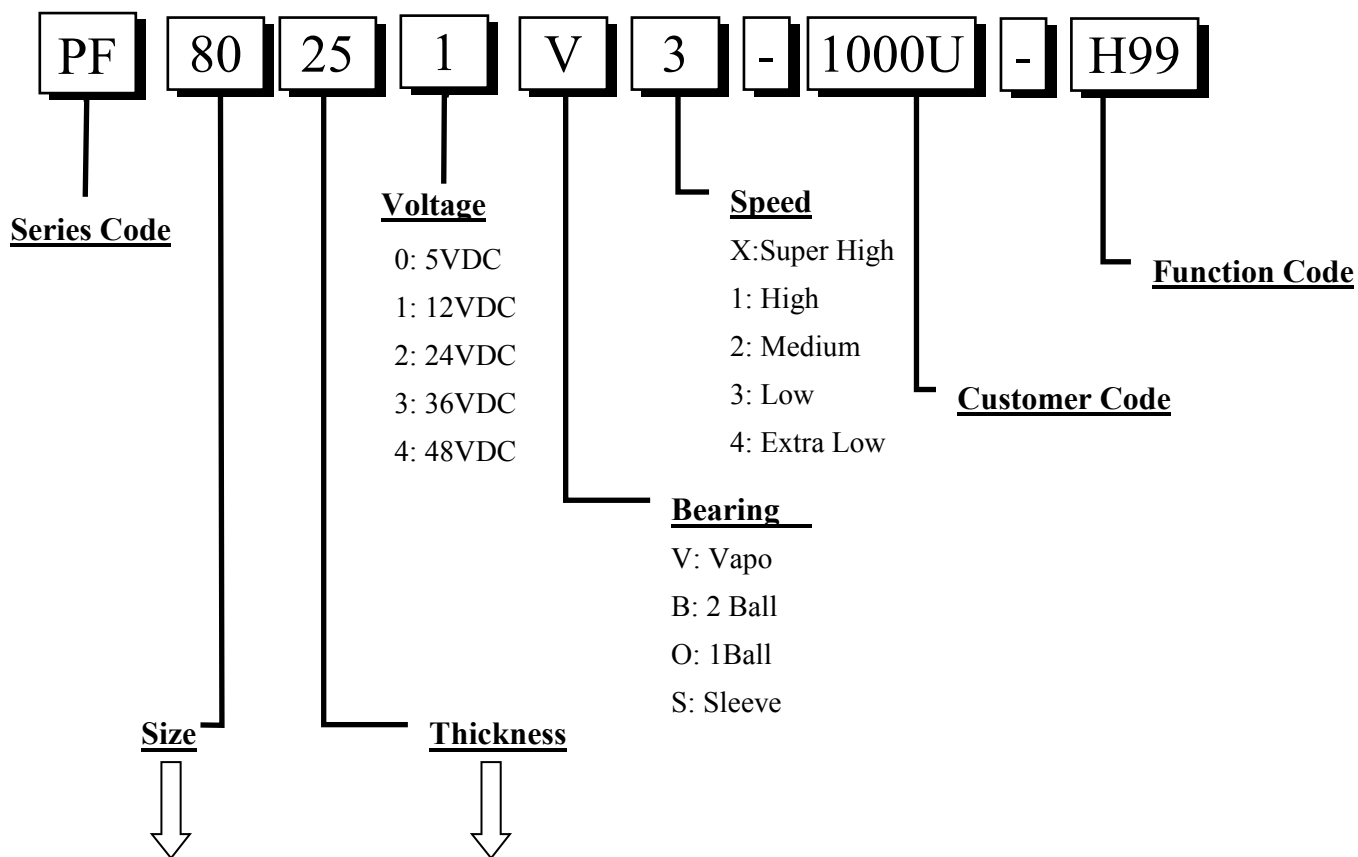 PF 80 25 1 V 3 - 1000U - H99
Series Code
Voltage
0: 5VDC
1: 12VDC
2: 24VDC
3: 36VDC
4: 48VDC
Speed
X:Super High
1: High
2: Medium
3: Low
4: Extra Low
Function Code
Customer Code
Bearing
V: Vapo
B: 2 Ball
O: 1Ball
S: Sleeve
Size
Thickness